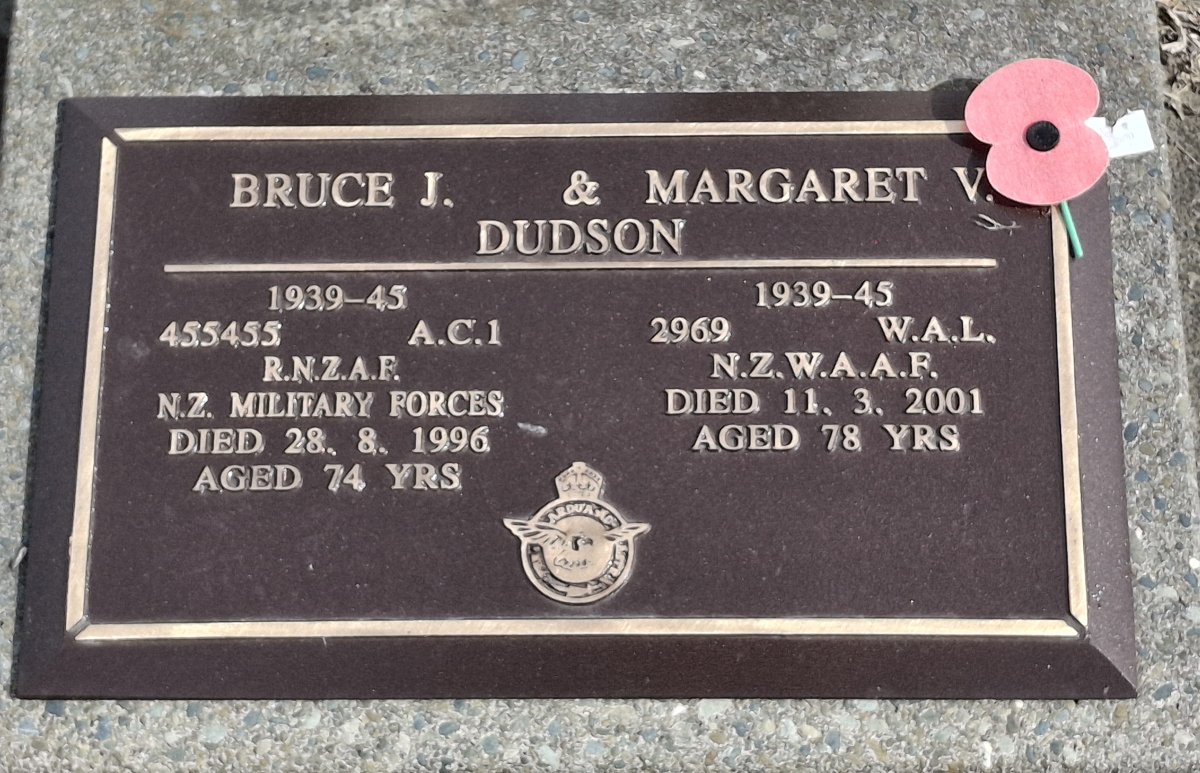 BRUCE J. & MARGARET V.
DUDSON
1939-45
455455 A.C.1
R.N.Z.A.F.
N.Z. MILITARY FORCES
DIED 28. 8. 1996
AGED 74 YRS
1939-45
2969 W.A.L.
N.Z.W.A.A.F.
DIED 11. 3. 2001
AGED 78 YRS